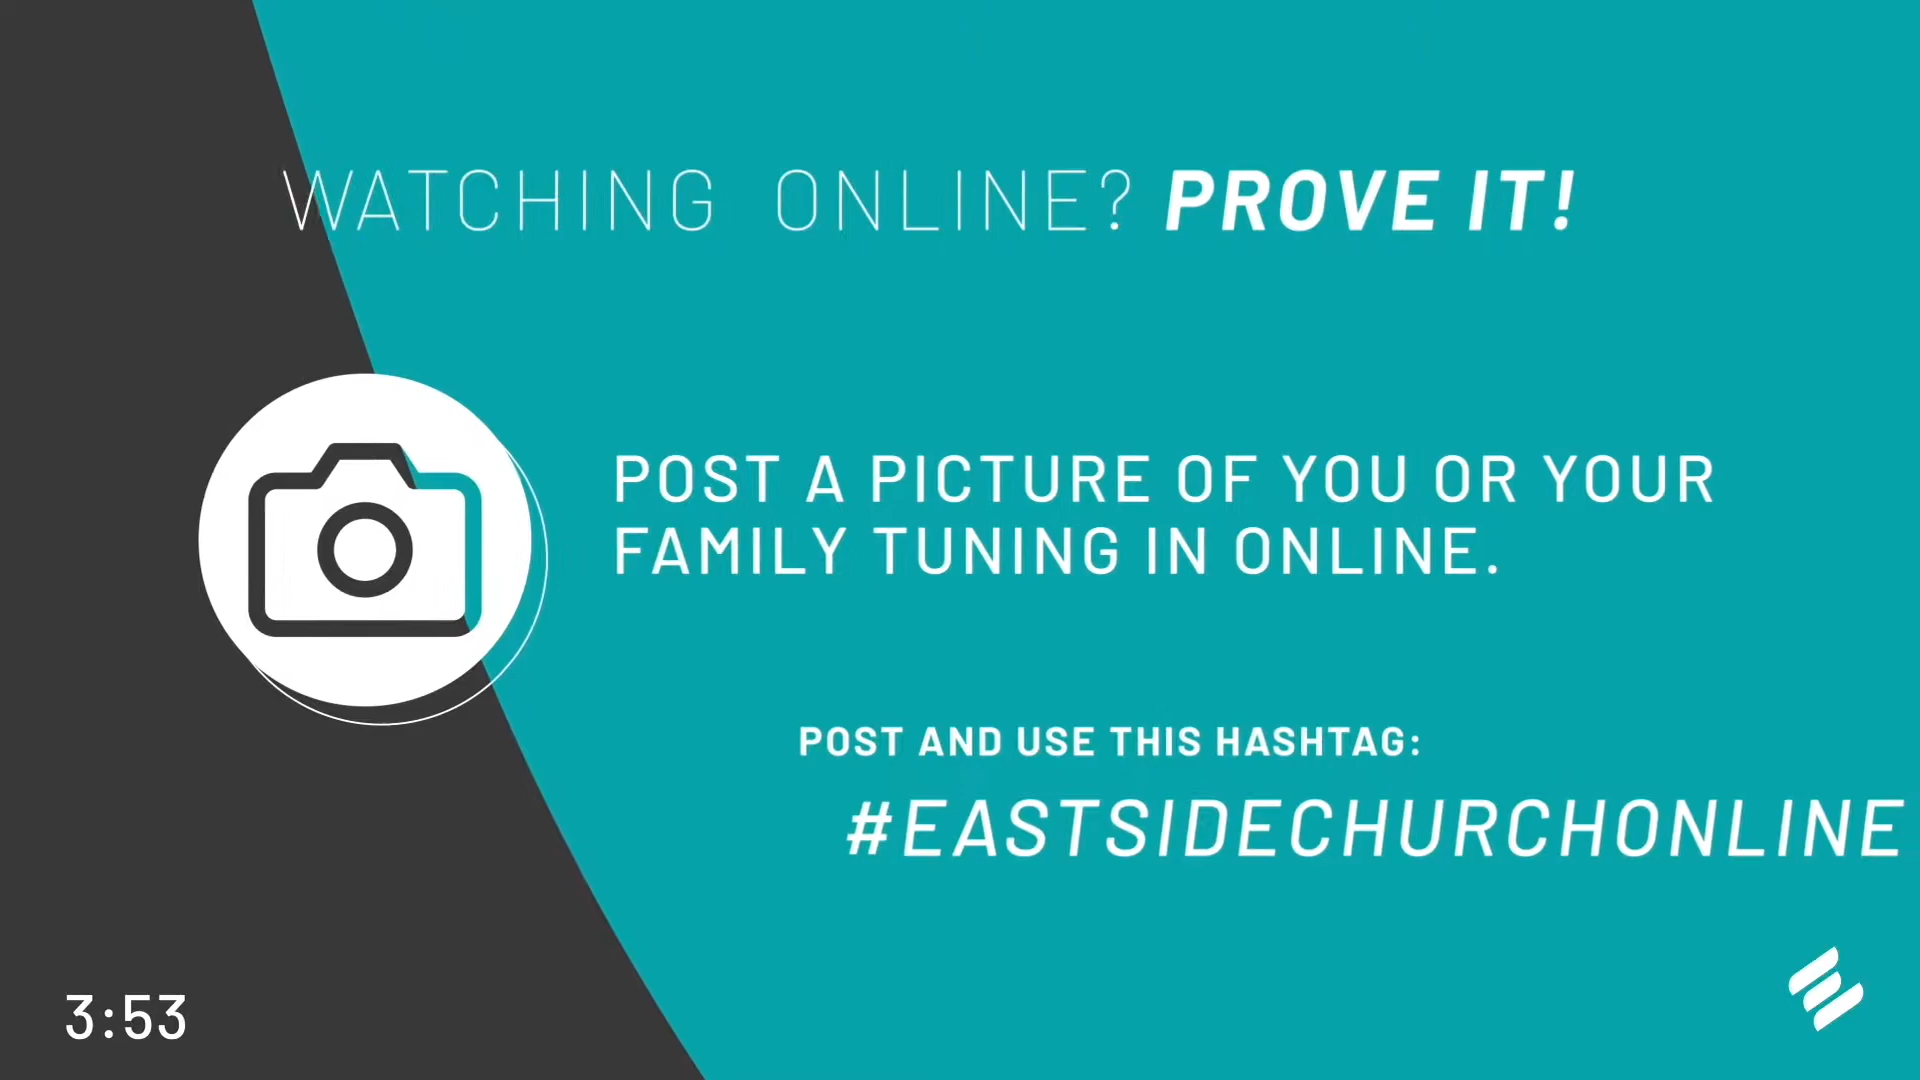 WATCHING ONLINE? PROVE IT!
POST A PICTURE OF YOU OR YOUR
FAMILY TUNING IN ONLINE.
POST AND USE THIS HASHTAG:
#EASTSIDECHURCHONLINE
3:53